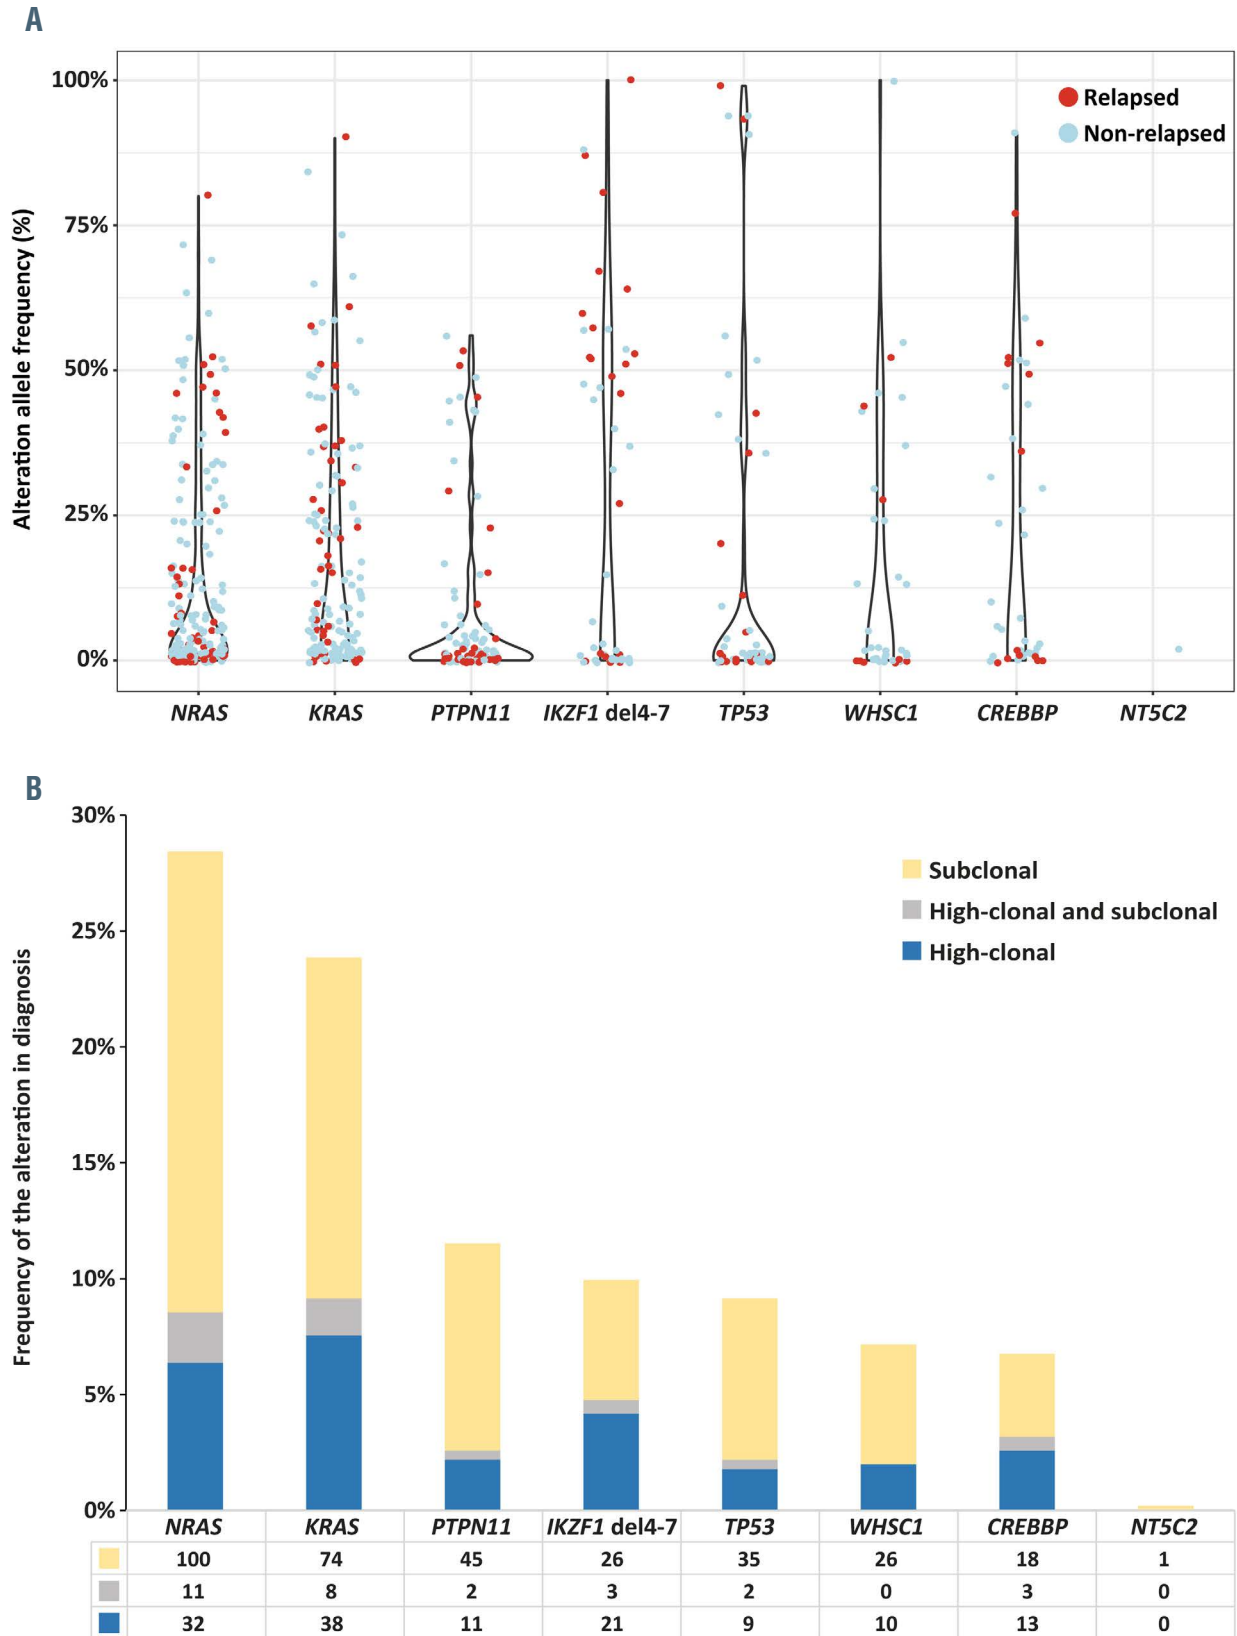 A
Alteration allele frequency (%)
100%
75%
50%
25%
0%
Relapsed
Non-relapsed
NRAS KRAS PTPN11 IKZF1 del4-7 TP53 WHSC1 CREBBP NT5C2
B
Frequency of the alteration in diagnosis
30%
25%
20%
15%
10%
5%
0%
Subclonal
High-clonal and subclonal
High-clonal
NRAS KRAS PTPN11 IKZF1 del4-7 TP53 WHSC1 CREBBP NT5C2
100 74 45 26 35 26 18 1
11 8 2 3 2 0 3 0
32 38 11 21 9 10 13 0